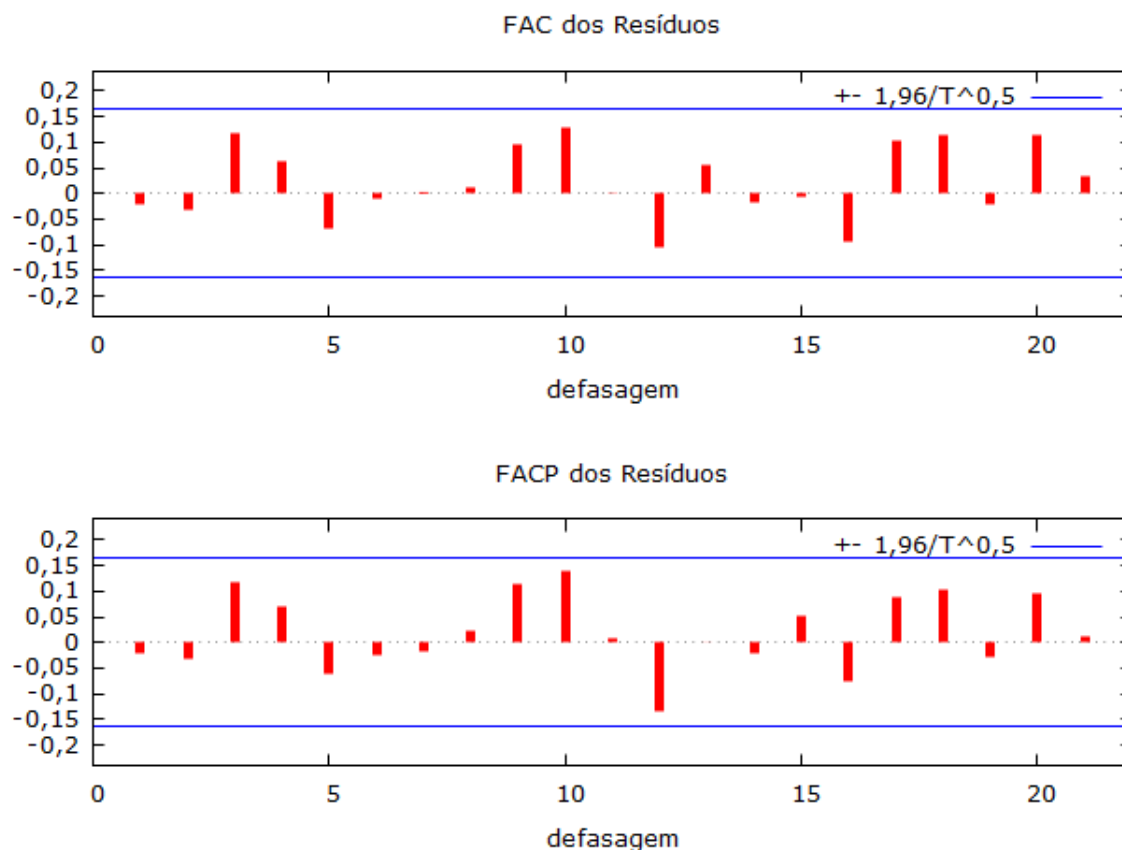 FAC dos Resíduos
+- 1,96/T^0,5
0,2
0,15
0,1
0,05
0
-0,05
-0,1
-0,15
-0,2
0 5 10 15 20
defasagem
FACP dos Resíduos
+- 1,96/T^0,5
0,2
0,15
0,1
0,05
0
-0,05
-0,1
-0,15
-0,2
0 5 10 15 20
defasagem